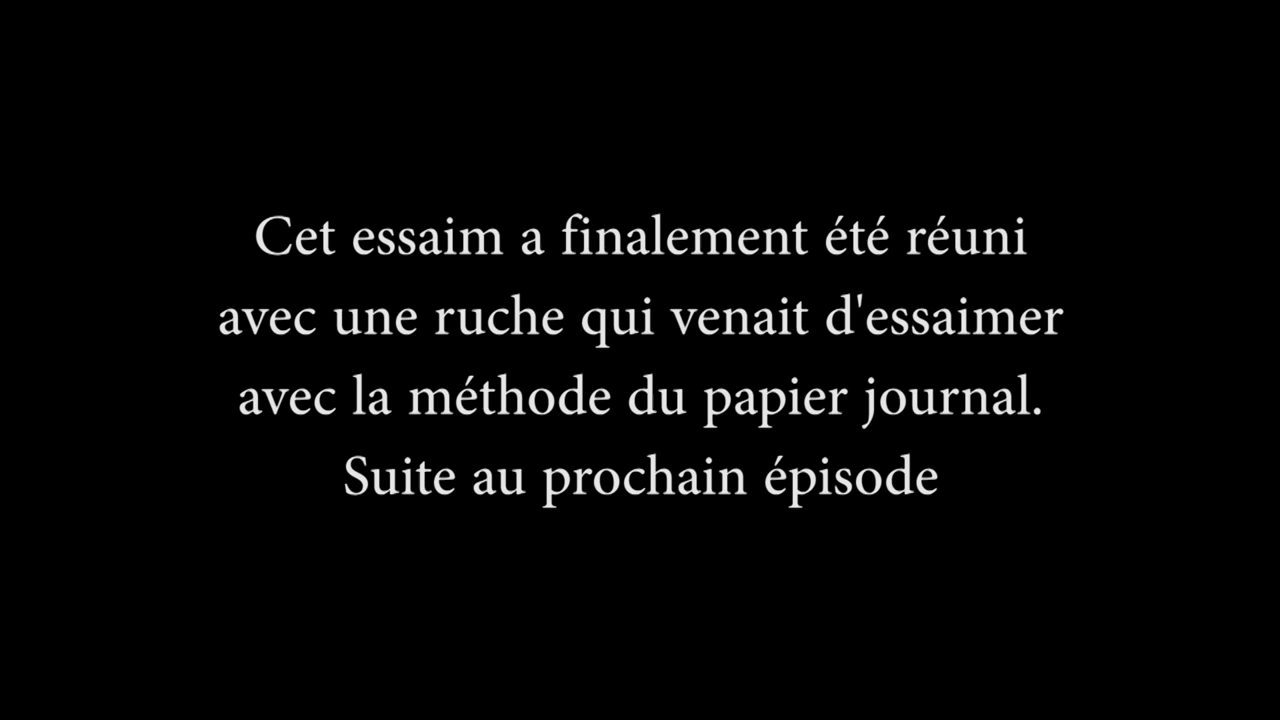 Cet essaim a finalement été réuni
avec une ruche qui venait d'essaimer
avec la méthode du papier journal.
Suite au prochain épisode